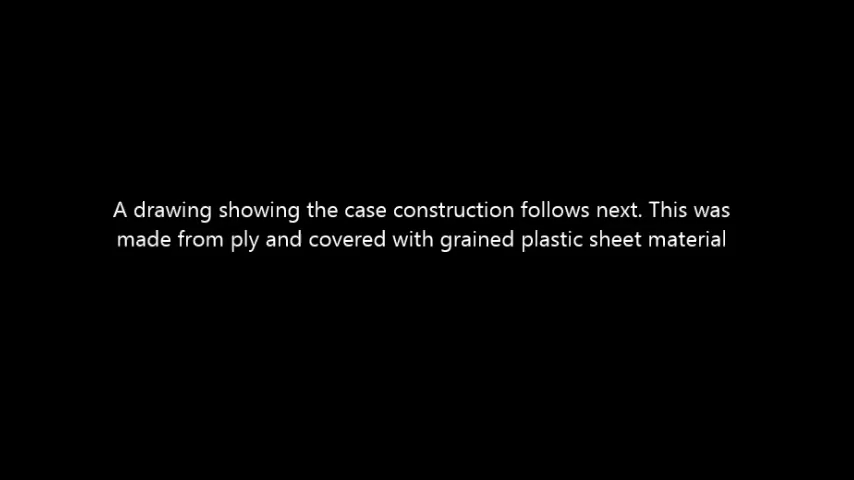 A drawing showing the case construction follows next. This was
made from ply and covered with grained plastic sheet material